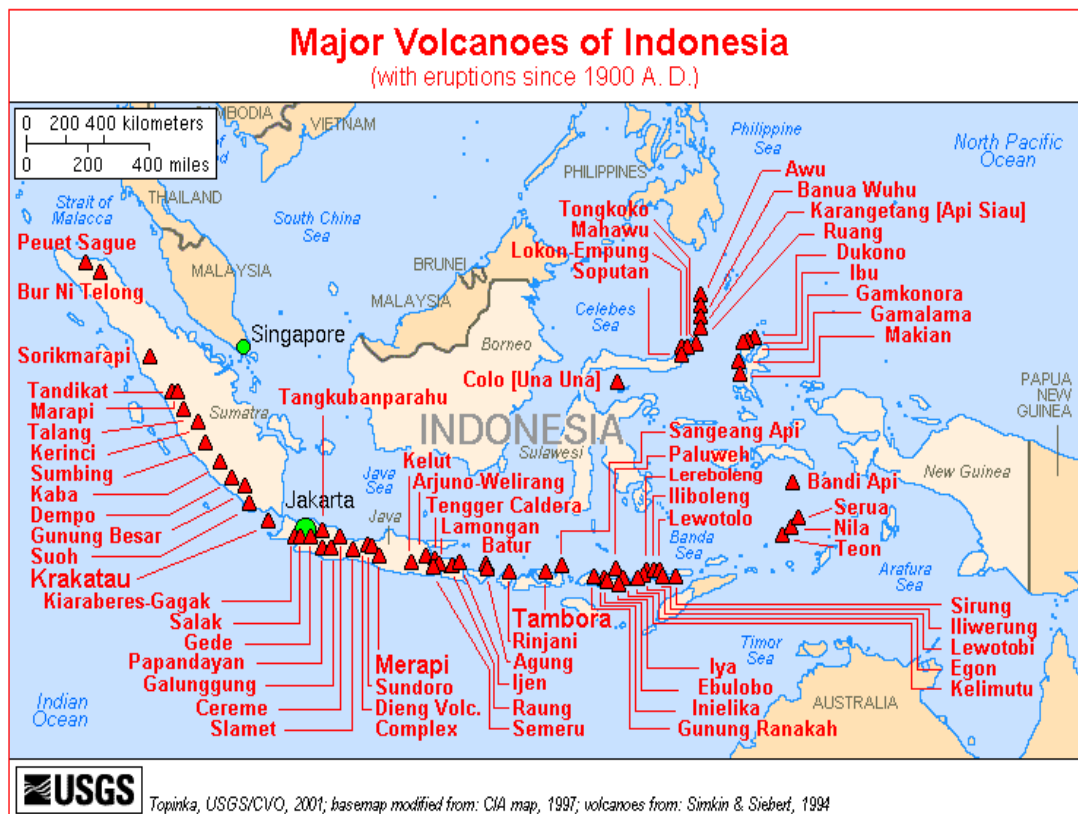 Major Volcanoes of Indonesia
(with eruptions since 1900 A. D.)
0 200 400 kilometers
0 200 400 miles
CAMBODIA
VIETNAM
THAILAND
Strait of
Malacca
South China
Sea
Philippine
Sea
PHILIPPINES
North Pacific
Ocean
Peuet Sague
Bur Ni Telong
MALAYSIA
BRUNEI
MALAYSIA
Celebes
Sea
Borneo
Singapore
Tongkoko
Mahawu
Lokon-Empung
Soputan
Awu
Banua Wuhu
Karangetang [Api Siau]
Ruang
Dukono
Ibu
Gamkonora
Gamalama
Makian
Colo [Una Una]
Sorikmarapi
Tandikat
Marapi
Talang
Kerinci
Sumbing
Kaba
Dempo
Gunung Besar
Suoh
Krakatau
Sumatra
Tangkubanparahu
Jakarta
INDONESIA
Sulawesi
Java
Sea
Java
Kelut
Arjuno-Welirang
Tengger Caldera
Lamongan
Batur
Sangeang Api
Paluweh
Lereboleng
Iliboleng
Lewotolo
Banda
Sea
PAPUA
NEW
GUINEA
New Guinea
Bandi Api
Serua
Nila
Teon
Arafura
Sea
Kiaraberes-Gagak
Salak
Gede
Papandayan
Galunggung
Cereme
Slamet
Merapi
Sundoro
Dieng Volc.
Complex
Tambora
Rinjani
Agung
Ijen
Raung
Semeru
Iya
Ebulobo
Inielika
Gunung Ranakah
Sirung
Iliwerung
Lewotobi
Egon
Kelimutu
Timor
Sea
AUSTRALIA
Indian
Ocean
USGS
Topinka, USGS/CVO, 2001; basemap modified from: CIA map, 1997; volcanoes from: Simkin & Siebert, 1994